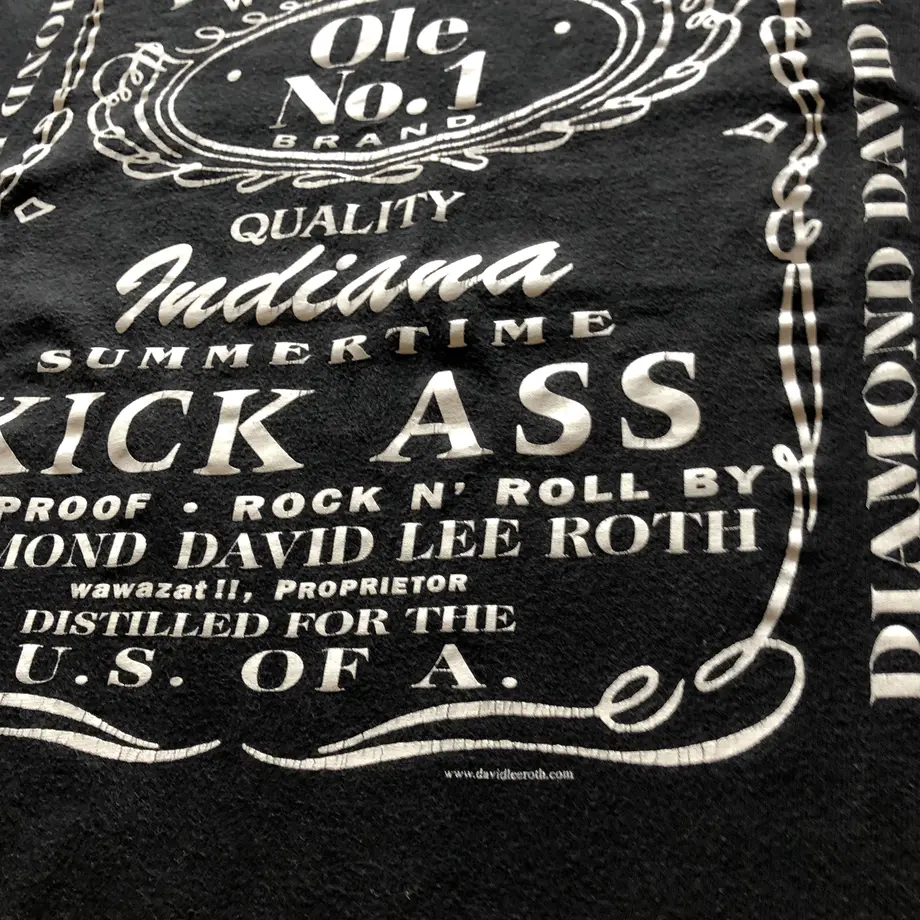 Ole
No. 1
BRAND
QUALITY
Indiana
SUMMERTIME
KICK ASS
PROOF • ROCK N' ROLL BY
MOND DAVID LEE ROTH
wawazat!!, PROPRIETOR
DISTILLED FOR THE
U.S. OF A.
www.davidleeroth.com
DIAMOND DAVID